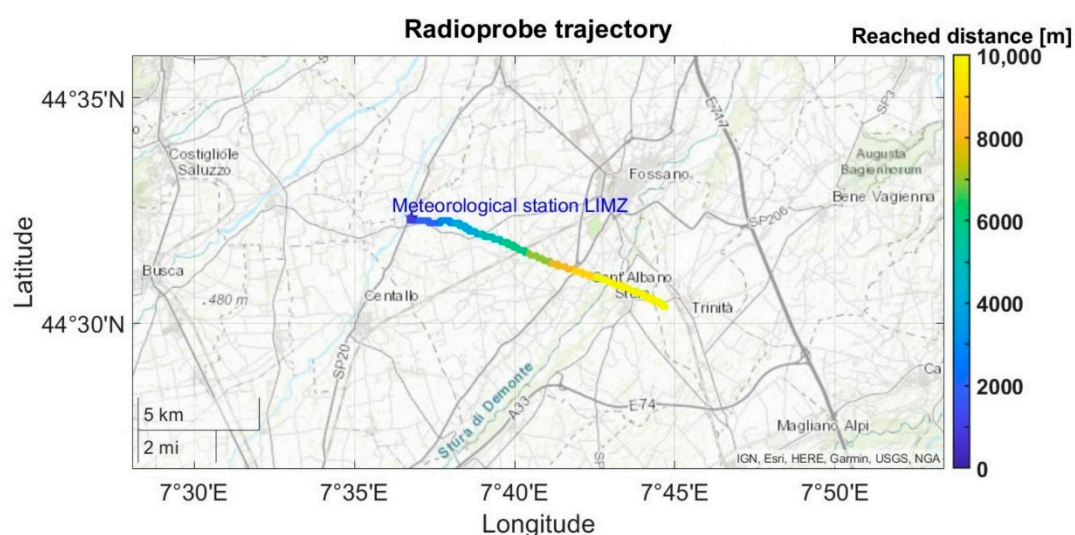 Radioprobe trajectory
Reached distance [m]
10,000
8000
6000
4000
2000
0
Latitude
44°35'N
44°30'N
Costigliole
Saluzzo
E717
SP3
Augusta
Bagiennorum
Fossano
Bene Vagienna
Meteorological station LIMZ
SP206
Busca
480 m
Centallo
Sant'Albano
Stura
Trinità
SP20
Ca
Stura di Demonte
A33
E74
Magliano Alpi
SP
5 km
2 mi
IGN, Esri, HERE, Garmin, USGS, NGA
7°30'E
7°35'E
7°40'E
7°45'E
7°50'E
Longitude